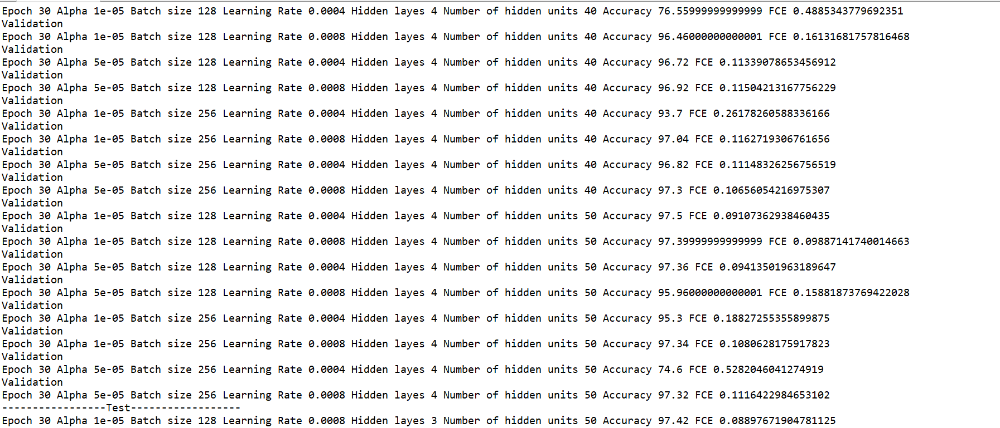 Epoch 30 Alpha 1e-05 Batch size 128 Learning Rate 0.0004 Hidden layes 4 Number of hidden units 40 Accuracy 76.55999999999999 FCE 0.4885343779692351
Validation
Epoch 30 Alpha 1e-05 Batch size 128 Learning Rate 0.0008 Hidden layes 4 Number of hidden units 40 Accuracy 96.46000000000001 FCE 0.16131681757816468
Validation
Epoch 30 Alpha 5e-05 Batch size 128 Learning Rate 0.0004 Hidden layes 4 Number of hidden units 40 Accuracy 96.72 FCE 0.11339078653456912
Validation
Epoch 30 Alpha 5e-05 Batch size 128 Learning Rate 0.0008 Hidden layes 4 Number of hidden units 40 Accuracy 96.92 FCE 0.11504213167756229
Validation
Epoch 30 Alpha 1e-05 Batch size 256 Learning Rate 0.0004 Hidden layes 4 Number of hidden units 40 Accuracy 93.7 FCE 0.26178260588336166
Validation
Epoch 30 Alpha 1e-05 Batch size 256 Learning Rate 0.0008 Hidden layes 4 Number of hidden units 40 Accuracy 97.04 FCE 0.1162719306761656
Validation
Epoch 30 Alpha 5e-05 Batch size 256 Learning Rate 0.0004 Hidden layes 4 Number of hidden units 40 Accuracy 96.82 FCE 0.11148326256756519
Validation
Epoch 30 Alpha 5e-05 Batch size 256 Learning Rate 0.0008 Hidden layes 4 Number of hidden units 40 Accuracy 97.3 FCE 0.10656054216975307
Validation
Epoch 30 Alpha 1e-05 Batch size 128 Learning Rate 0.0004 Hidden layes 4 Number of hidden units 50 Accuracy 97.5 FCE 0.09107362938460435
Validation
Epoch 30 Alpha 1e-05 Batch size 128 Learning Rate 0.0008 Hidden layes 4 Number of hidden units 50 Accuracy 97.39999999999999 FCE 0.09887141740014663
Validation
Epoch 30 Alpha 5e-05 Batch size 128 Learning Rate 0.0004 Hidden layes 4 Number of hidden units 50 Accuracy 97.36 FCE 0.09413501963189647
Validation
Epoch 30 Alpha 5e-05 Batch size 128 Learning Rate 0.0008 Hidden layes 4 Number of hidden units 50 Accuracy 95.96000000000001 FCE 0.15881873769422028
Validation
Epoch 30 Alpha 1e-05 Batch size 256 Learning Rate 0.0004 Hidden layes 4 Number of hidden units 50 Accuracy 95.3 FCE 0.18827255355899875
Validation
Epoch 30 Alpha 1e-05 Batch size 256 Learning Rate 0.0008 Hidden layes 4 Number of hidden units 50 Accuracy 97.34 FCE 0.1080628175917823
Validation
Epoch 30 Alpha 5e-05 Batch size 256 Learning Rate 0.0004 Hidden layes 4 Number of hidden units 50 Accuracy 74.6 FCE 0.5282046041274919
Validation
Epoch 30 Alpha 5e-05 Batch size 256 Learning Rate 0.0008 Hidden layes 4 Number of hidden units 50 Accuracy 97.32 FCE 0.1116422984653102
-----------------Test------------------
Epoch 30 Alpha 1e-05 Batch size 128 Learning Rate 0.0008 Hidden layes 3 Number of hidden units 50 Accuracy 97.42 FCE 0.08897671904781125